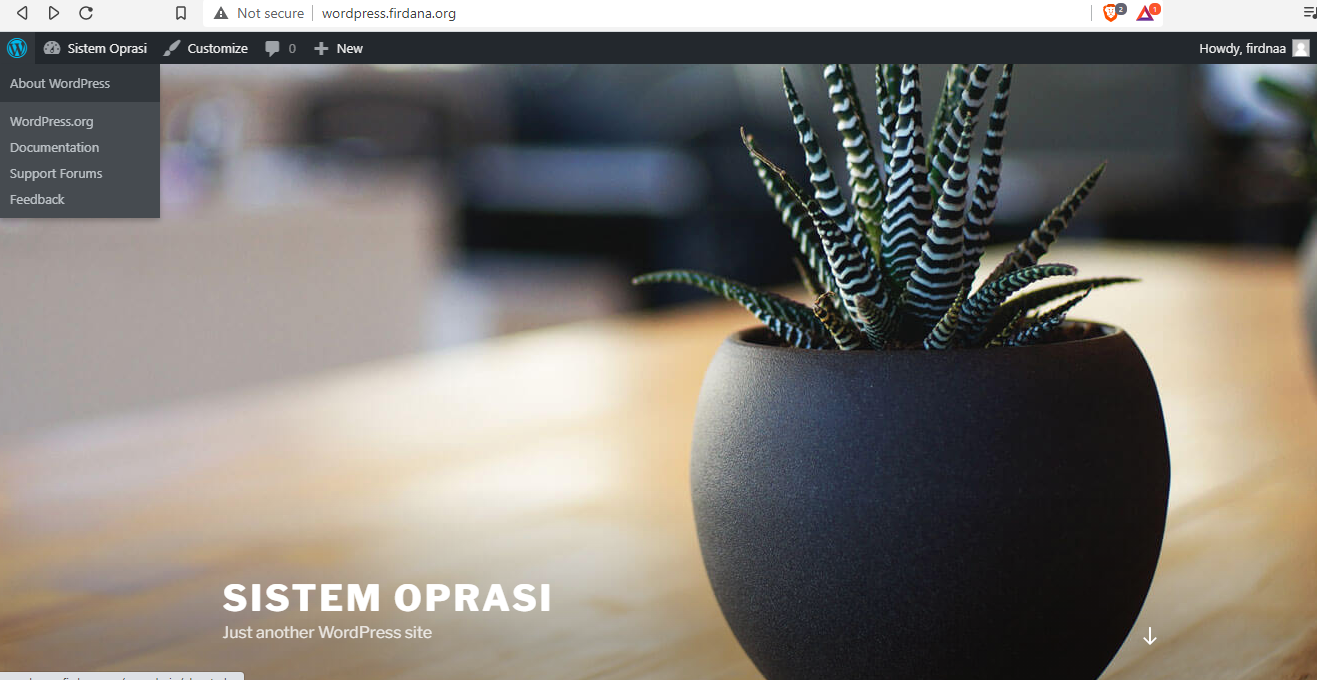 Not secure wordpress.firdana.org 2 1
Sistem Oprasi Customize 0 New Howdy, firdnaa
About WordPress
WordPress.org
Documentation
Support Forums
Feedback
SISTEM OPRASI
Just another WordPress site